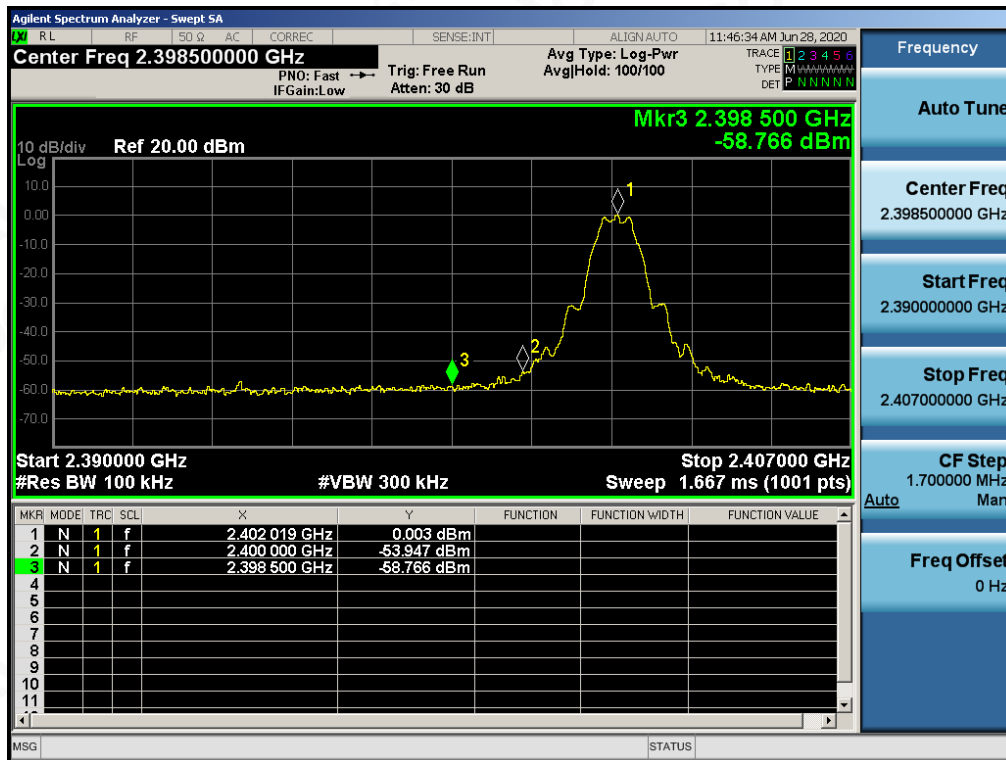 Agilent Spectrum Analyzer - Swept SA
LXI RL RF 50 Ω AC CORREC SENSE:INT ALIGN AUTO 11:46:34 AM Jun 28, 2020
Center Freq 2.398500000 GHz
PNO: Fast
IFGain:Low
Trig: Free Run
Atten: 30 dB
Avg Type: Log-Pwr
Avg|Hold: 100/100
TRACE 1 2 3 4 5 6
TYPE M
DET P N N N N N
Mkr3 2.398 500 GHz
-58.766 dBm
10 dB/div Ref 20.00 dBm
Log
10.0
0.00
-10.0
-20.0
-30.0
-40.0
-50.0
-60.0
-70.0
1
2
3
Start 2.390000 GHz Stop 2.407000 GHz
#Res BW 100 kHz #VBW 300 kHz Sweep 1.667 ms (1001 pts)
MKR MODE TRC SCL X Y FUNCTION FUNCTION WIDTH FUNCTION VALUE
1 N 1 f 2.402 019 GHz 0.003 dBm
2 N 1 f 2.400 000 GHz -53.947 dBm
3 N 1 f 2.398 500 GHz -58.766 dBm
4
5
6
7
8
9
10
11
MSG STATUS
Frequency
Auto Tune
Center Freq
2.398500000 GHz
Start Freq
2.390000000 GHz
Stop Freq
2.407000000 GHz
CF Step
1.700000 MHz
Auto Man
Freq Offset
0 Hz